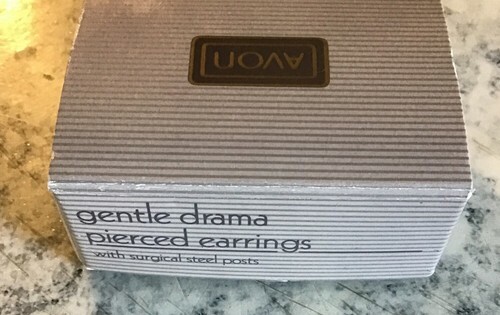 AVON
gentle drama
pierced earrings
with surgical steel posts